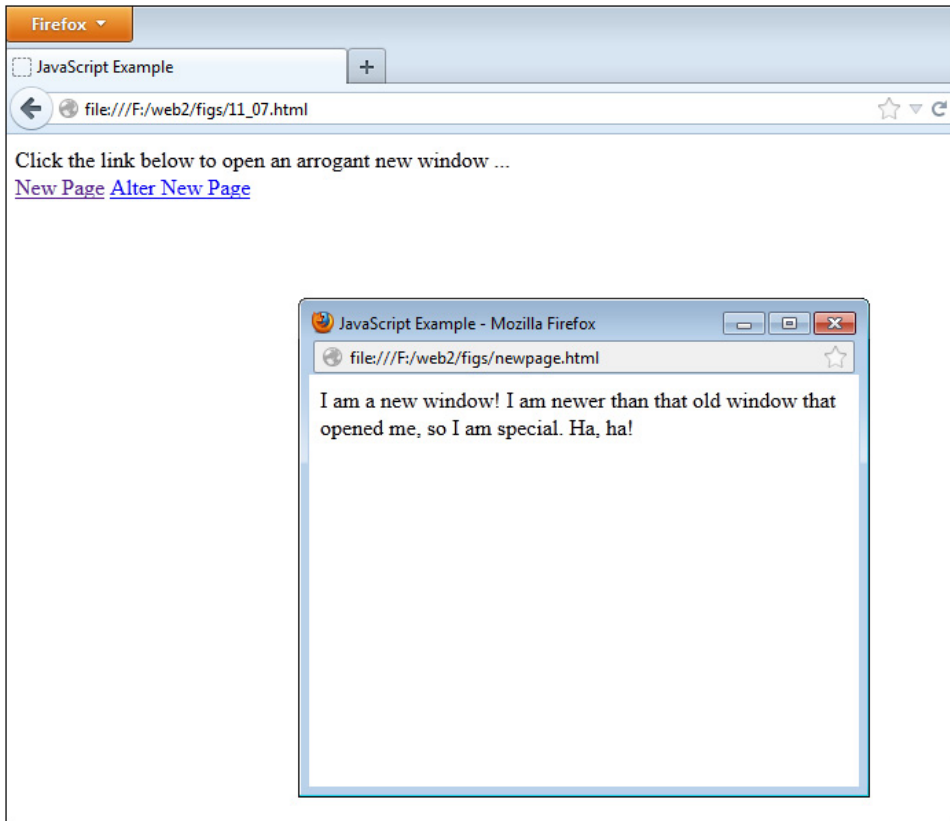 Firefox
JavaScript Example
file:///F:/web2/figs/11_07.html
Click the link below to open an arrogant new window ...
New Page Alter New Page
JavaScript Example - Mozilla Firefox
file:///F:/web2/figs/newpage.html
I am a new window! I am newer than that old window that
opened me, so I am special. Ha, ha!